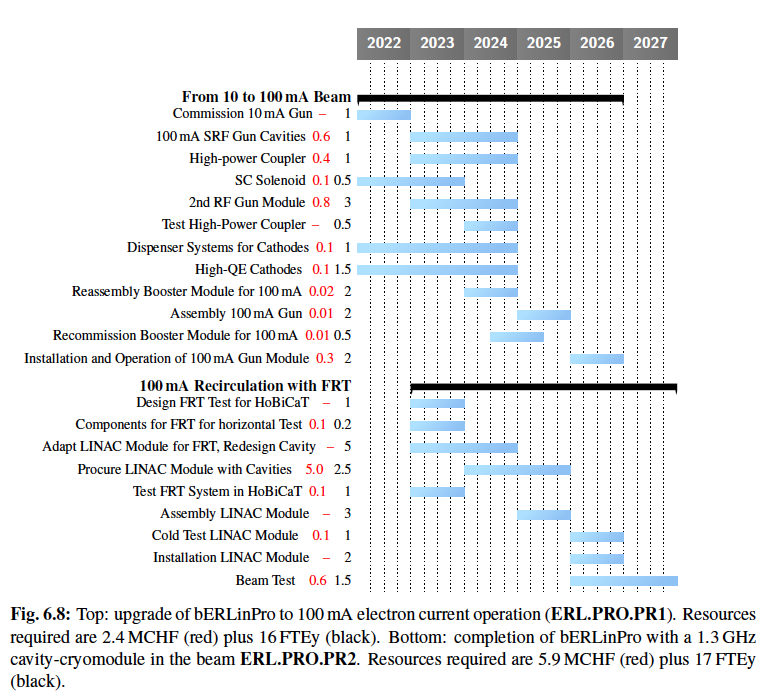 2022 2023 2024 2025 2026 2027
From 10 to 100 mA Beam
Commission 10 mA Gun – 1
100 mA SRF Gun Cavities 0.6 1
High-power Coupler 0.4 1
SC Solenoid 0.1 0.5
2nd RF Gun Module 0.8 3
Test High-Power Coupler – 0.5
Dispenser Systems for Cathodes 0.1 1
High-QE Cathodes 0.1 1.5
Reassembly Booster Module for 100 mA 0.02 2
Assembly 100 mA Gun 0.01 2
Recommission Booster Module for 100 mA 0.01 0.5
Installation and Operation of 100 mA Gun Module 0.3 2
100 mA Recirculation with FRT
Design FRT Test for HoBiCaT – 1
Components for FRT for horizontal Test 0.1 0.2
Adapt LINAC Module for FRT, Redesign Cavity – 5
Procure LINAC Module with Cavities 5.0 2.5
Test FRT System in HoBiCaT 0.1 1
Assembly LINAC Module – 3
Cold Test LINAC Module 0.1 1
Installation LINAC Module – 2
Beam Test 0.6 1.5
Fig. 6.8: Top: upgrade of bERLinPro to 100 mA electron current operation (ERL.PRO.PR1). Resources
required are 2.4 MCHF (red) plus 16 FTEy (black). Bottom: completion of bERLinPro with a 1.3 GHz
cavity-cryomodule in the beam ERL.PRO.PR2. Resources required are 5.9 MCHF (red) plus 17 FTEy
(black).